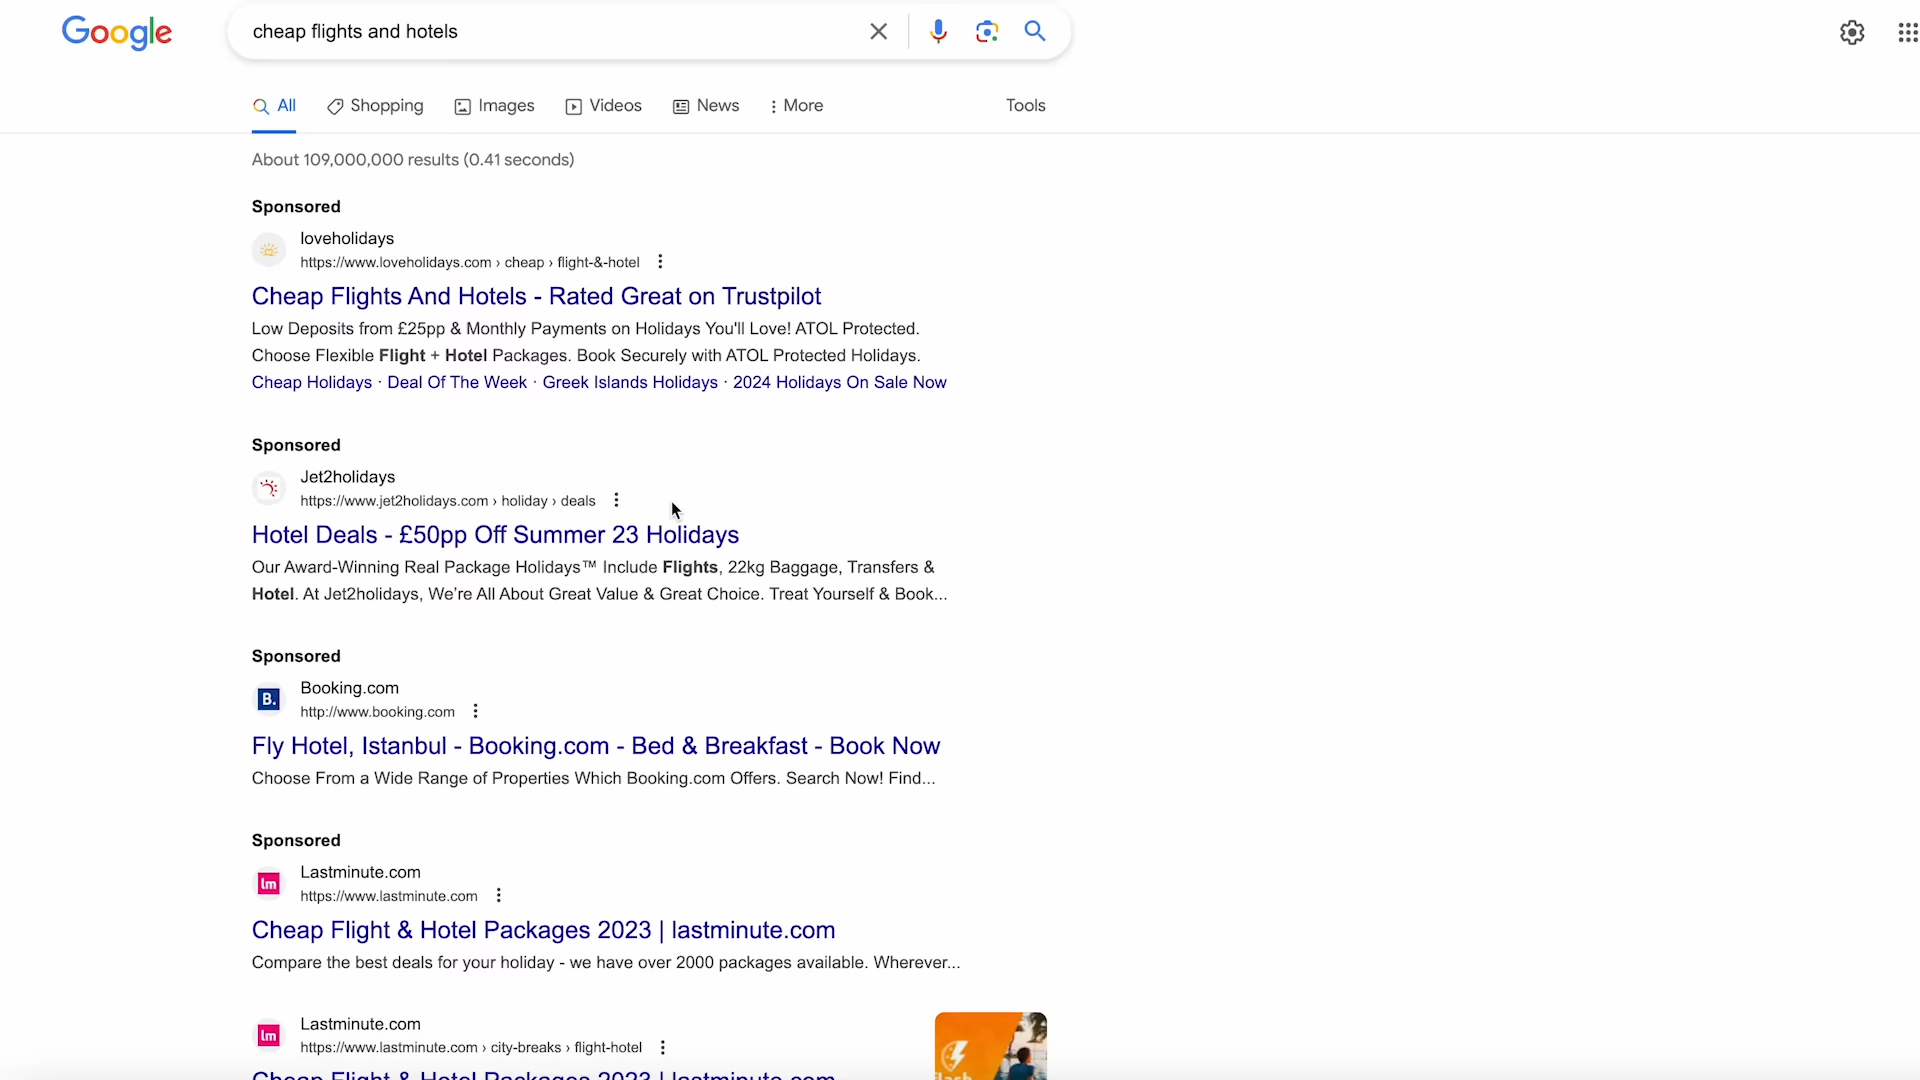 Google
cheap flights and hotels
All
Shopping
Images
Videos
News
More
Tools
About 109,000,000 results (0.41 seconds)
Sponsored
loveholidays
https://www.loveholidays.com › cheap › flight-&-hotel
Cheap Flights And Hotels - Rated Great on Trustpilot
Low Deposits from £25pp & Monthly Payments on Holidays You'll Love! ATOL Protected.
Choose Flexible Flight + Hotel Packages. Book Securely with ATOL Protected Holidays.
Cheap Holidays · Deal Of The Week · Greek Islands Holidays · 2024 Holidays On Sale Now
Sponsored
Jet2holidays
https://www.jet2holidays.com › holiday › deals
Hotel Deals - £50pp Off Summer 23 Holidays
Our Award-Winning Real Package Holidays™ Include Flights, 22kg Baggage, Transfers &
Hotel. At Jet2holidays, We're All About Great Value & Great Choice. Treat Yourself & Book...
Sponsored
B.
Booking.com
http://www.booking.com
Fly Hotel, Istanbul - Booking.com - Bed & Breakfast - Book Now
Choose From a Wide Range of Properties Which Booking.com Offers. Search Now! Find...
Sponsored
lm
Lastminute.com
https://www.lastminute.com
Cheap Flight & Hotel Packages 2023 | lastminute.com
Compare the best deals for your holiday - we have over 2000 packages available. Wherever...
lm
Lastminute.com
https://www.lastminute.com › city-breaks › flight-hotel
Cheap Flight & Hotel Packages 2023 | lastminute.com